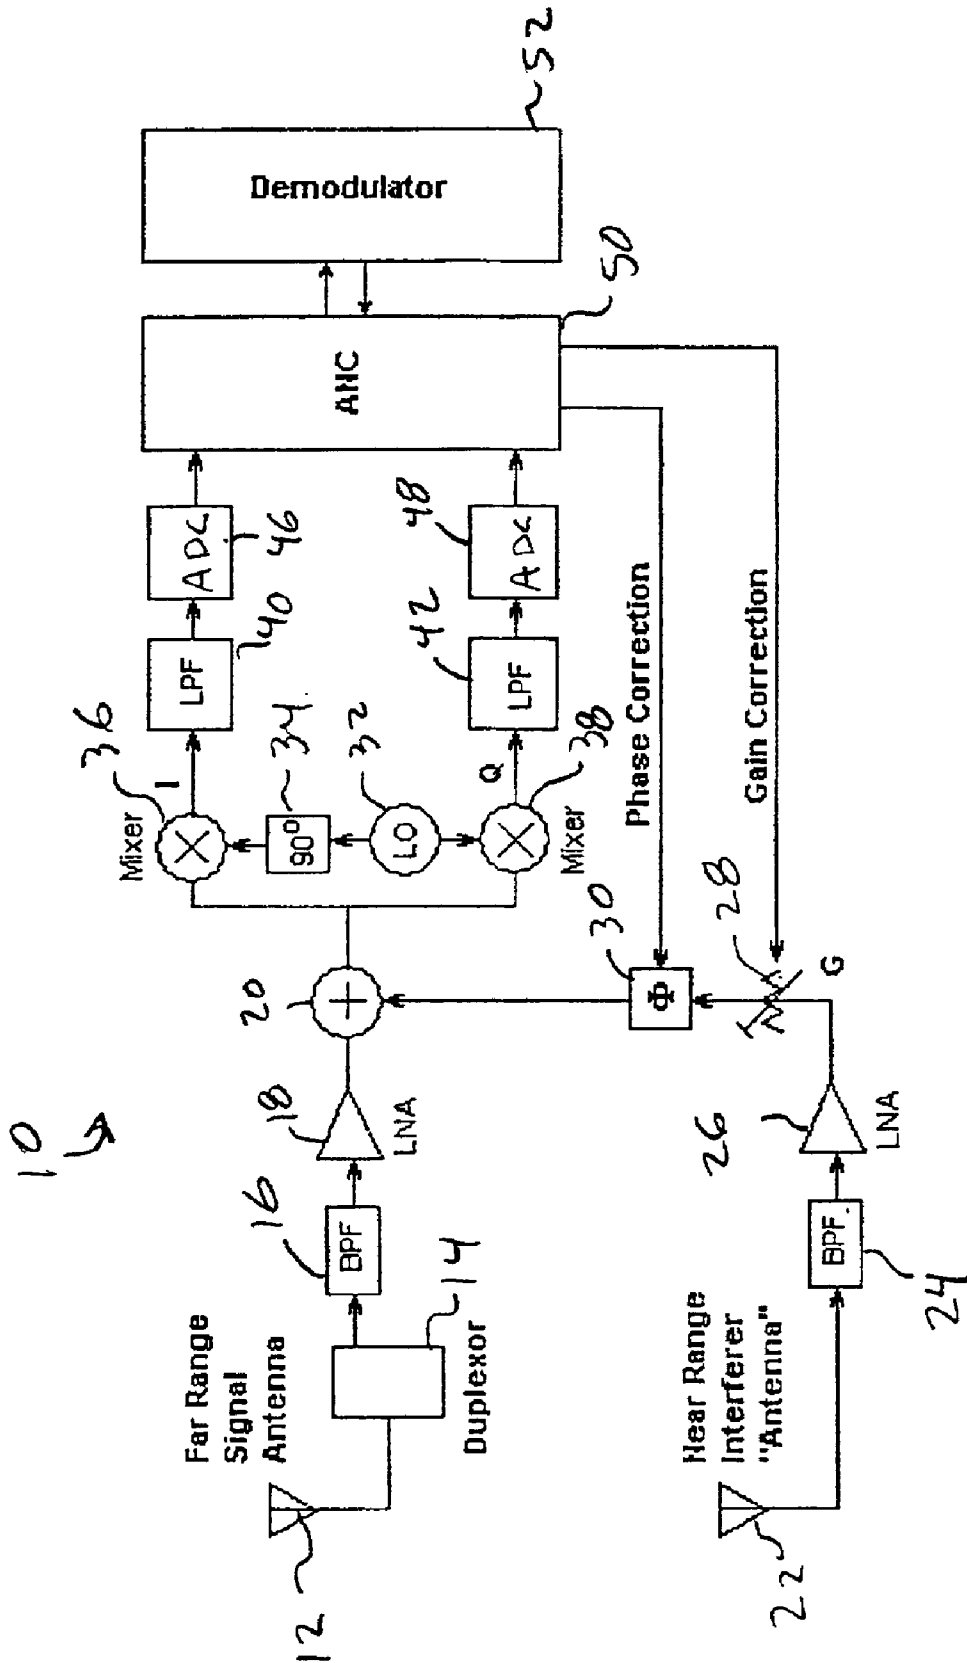 10
Far Range
Signal
Antenna
12
Duplexor
14
BPF
16
LNA
18
20
Mixer
36
I
90°
34
LO
32
Q
Mixer
38
LPF
40
LPF
42
ADC
46
ADC
48
ANC
50
Demodulator
52
Near Range
Interferer
"Antenna"
22
BPF
24
LNA
26
G
28
Φ
30
Phase Correction
Gain Correction